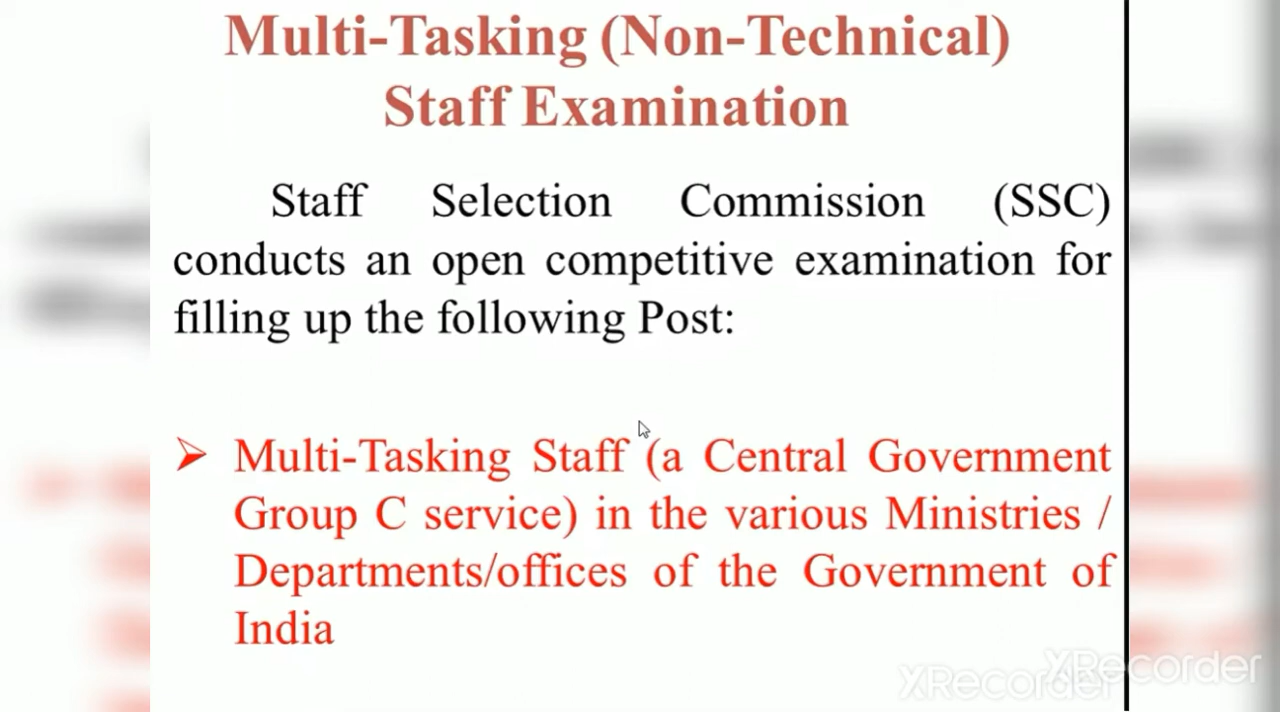 Multi-Tasking (Non-Technical)
Staff Examination
Staff Selection Commission (SSC)
conducts an open competitive examination for
filling up the following Post:
➢ Multi-Tasking Staff (a Central Government
Group C service) in the various Ministries /
Departments/offices of the Government of
India
XRecorder
XRecorder